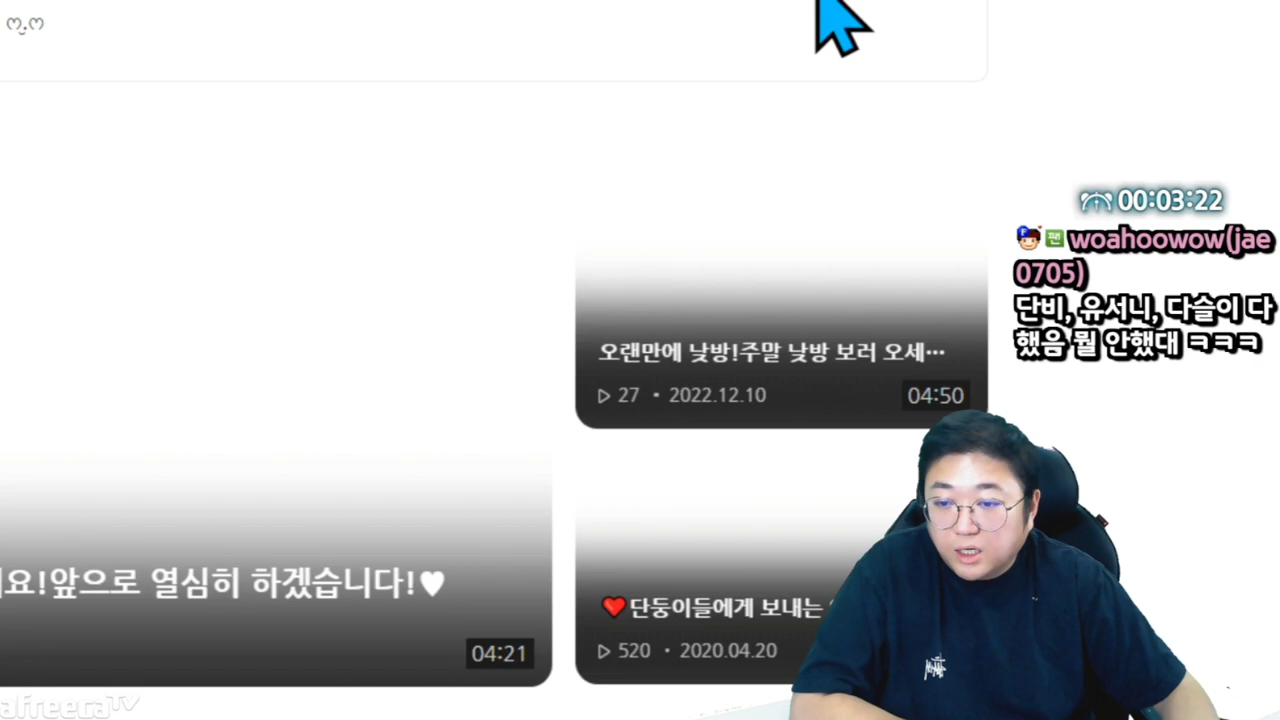 ෆ.̮ෆ
00:03:22
F 팬 woahoowow(jae
0705)
단비, 유서니, 다슬이 다
했음 뭘 안했대 ㅋㅋㅋ
오랜만에 낮방!주말 낮방 보러 오세…
27 • 2022.12.10
04:50
요!앞으로 열심히 하겠습니다!♥
04:21
❤️단둥이들에게 보내는
520 • 2020.04.20
afreecaTV